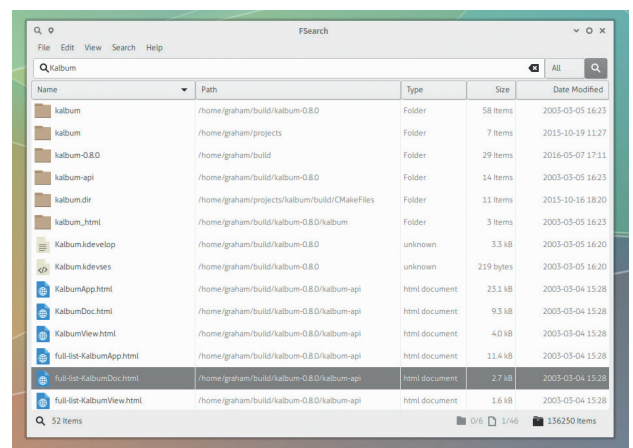 FSearch
File Edit View Search Help
Kalbum All
Name Path Type Size Date Modified
kalbum /home/graham/build/kalbum-0.8.0 Folder 58 Items 2003-03-05 16:23
kalbum /home/graham/projects Folder 7 Items 2015-10-19 11:27
kalbum-0.8.0 /home/graham/build Folder 29 Items 2016-05-07 17:11
kalbum-api /home/graham/build/kalbum-0.8.0 Folder 14 Items 2003-03-05 16:23
kalbum.dir /home/graham/projects/kalbum/build/CMakeFiles Folder 11 Items 2015-10-16 18:20
kalbum_html /home/graham/build/kalbum-0.8.0/kalbum Folder 3 Items 2003-03-05 16:23
Kalbum.kdevelop /home/graham/build/kalbum-0.8.0 unknown 3.3 kB 2003-03-05 16:20
Kalbum.kdevses /home/graham/build/kalbum-0.8.0 unknown 219 bytes 2003-03-05 16:20
KalbumApp.html /home/graham/build/kalbum-0.8.0/kalbum-api html document 23.1 kB 2003-03-04 15:28
KalbumDoc.html /home/graham/build/kalbum-0.8.0/kalbum-api html document 9.3 kB 2003-03-04 15:28
KalbumView.html /home/graham/build/kalbum-0.8.0/kalbum-api html document 4.0 kB 2003-03-04 15:28
full-list-KalbumApp.html /home/graham/build/kalbum-0.8.0/kalbum-api html document 11.4 kB 2003-03-04 15:28
full-list-KalbumDoc.html /home/graham/build/kalbum-0.8.0/kalbum-api html document 2.7 kB 2003-03-04 15:28
full-list-KalbumView.html /home/graham/build/kalbum-0.8.0/kalbum-api html document 1.6 kB 2003-03-04 15:28
52 Items 0/6 1/46 136250 Items